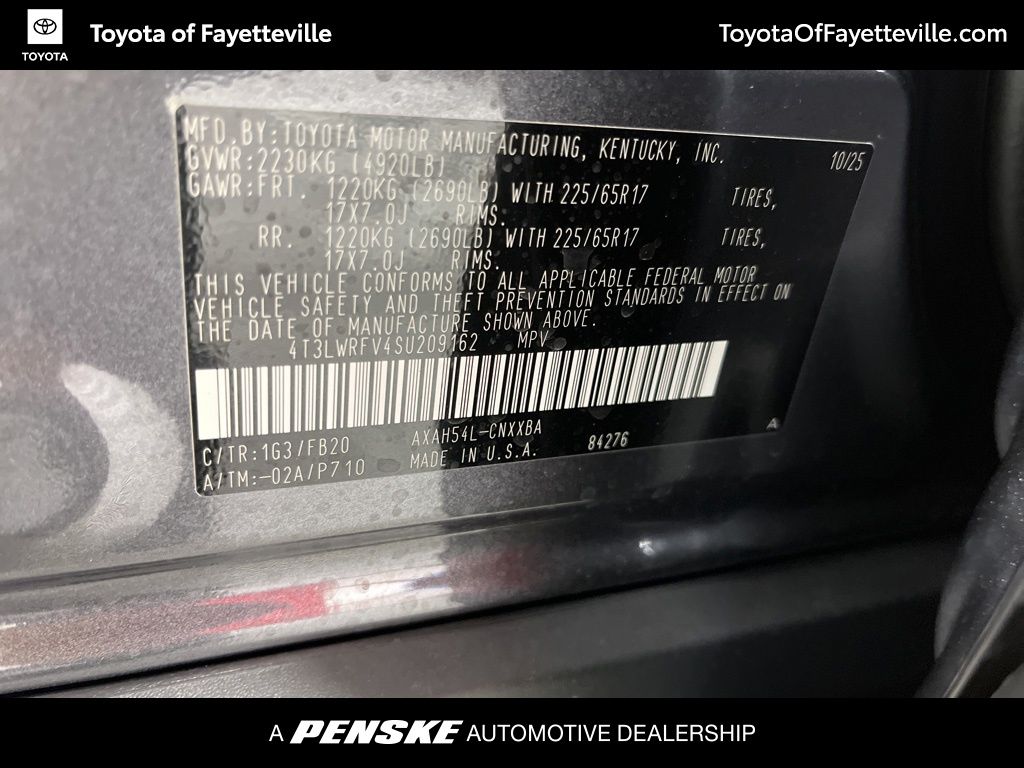 TOYOTA
Toyota of Fayetteville
ToyotaOfFayetteville.com
MFD. BY: TOYOTA MOTOR MANUFACTURING, KENTUCKY, INC. 10/25
GVWR: 2230KG (4920LB)
GAWR: FRT. 1220KG (2690LB) WITH 225/65R17 TIRES,
17X7.0J RIMS.
RR. 1220KG (2690LB) WITH 225/65R17 TIRES,
17X7.0J RIMS.
THIS VEHICLE CONFORMS TO ALL APPLICABLE FEDERAL MOTOR
VEHICLE SAFETY AND THEFT PREVENTION STANDARDS IN EFFECT ON
THE DATE OF MANUFACTURE SHOWN ABOVE.
4T3LWRFV4SU209162 MPV
C/TR: 1G3/FB20 AXAH54L-CNXXBA 84276 A
A/TM: -02A/P710 MADE IN U.S.A.
A PENSKE AUTOMOTIVE DEALERSHIP